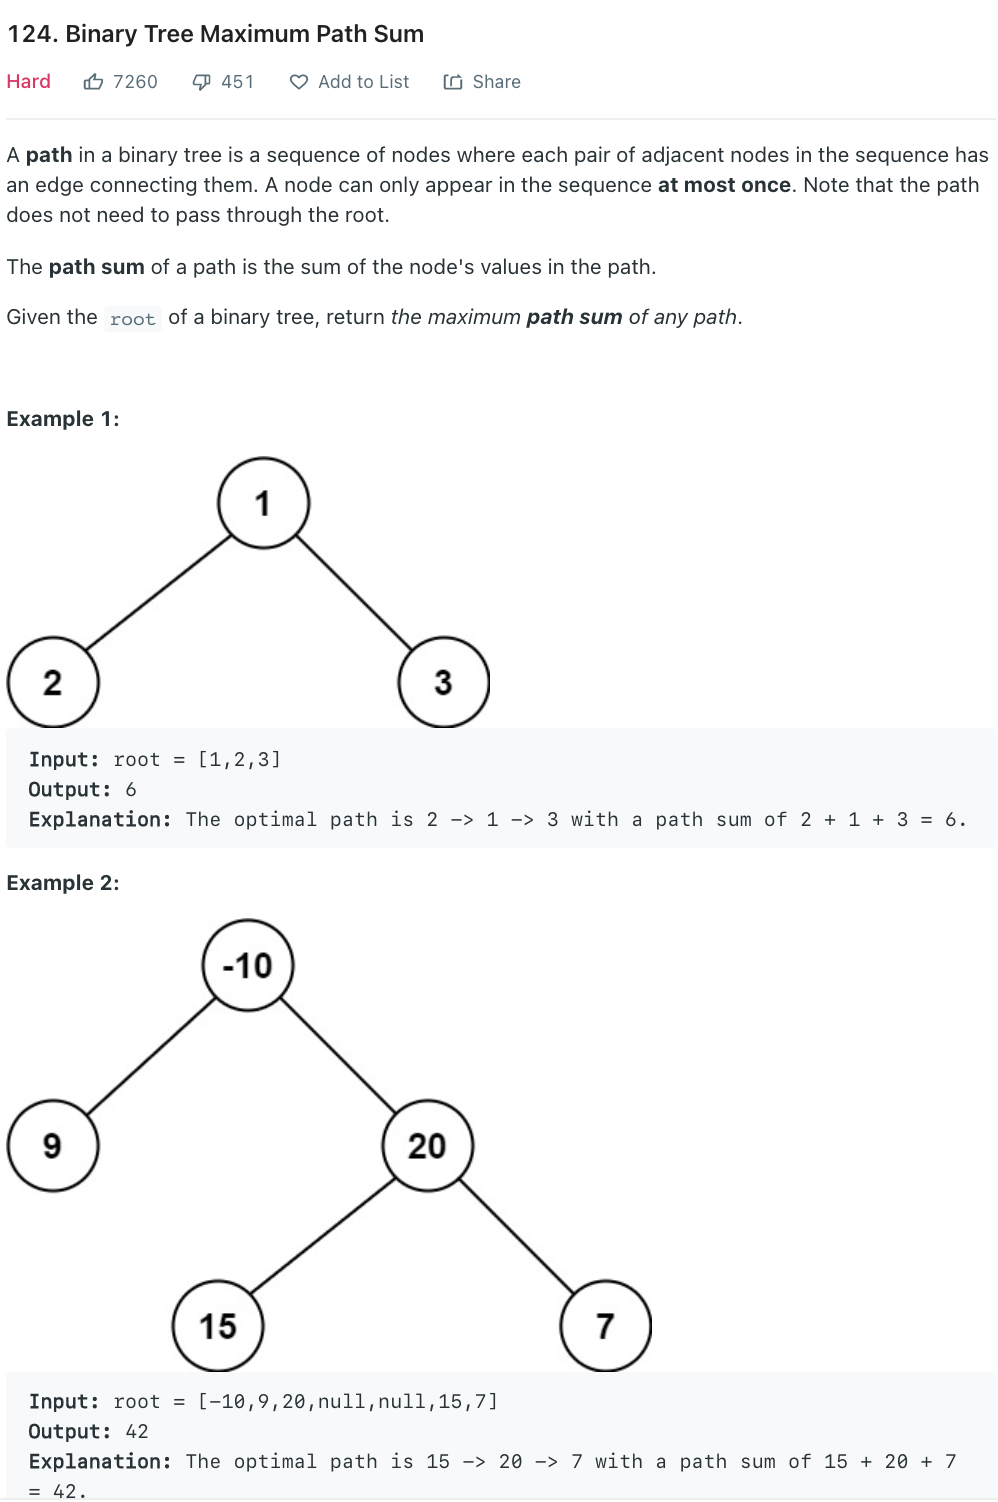 124. Binary Tree Maximum Path Sum
Hard 7260 451 Add to List Share
A path in a binary tree is a sequence of nodes where each pair of adjacent nodes in the sequence has
an edge connecting them. A node can only appear in the sequence at most once. Note that the path
does not need to pass through the root.
The path sum of a path is the sum of the node's values in the path.
Given the root of a binary tree, return the maximum path sum of any path.
Example 1:
1
2 3
Input: root = [1,2,3]
Output: 6
Explanation: The optimal path is 2 -> 1 -> 3 with a path sum of 2 + 1 + 3 = 6.
Example 2:
-10
9 20
15 7
Input: root = [-10,9,20,null,null,15,7]
Output: 42
Explanation: The optimal path is 15 -> 20 -> 7 with a path sum of 15 + 20 + 7
= 42.